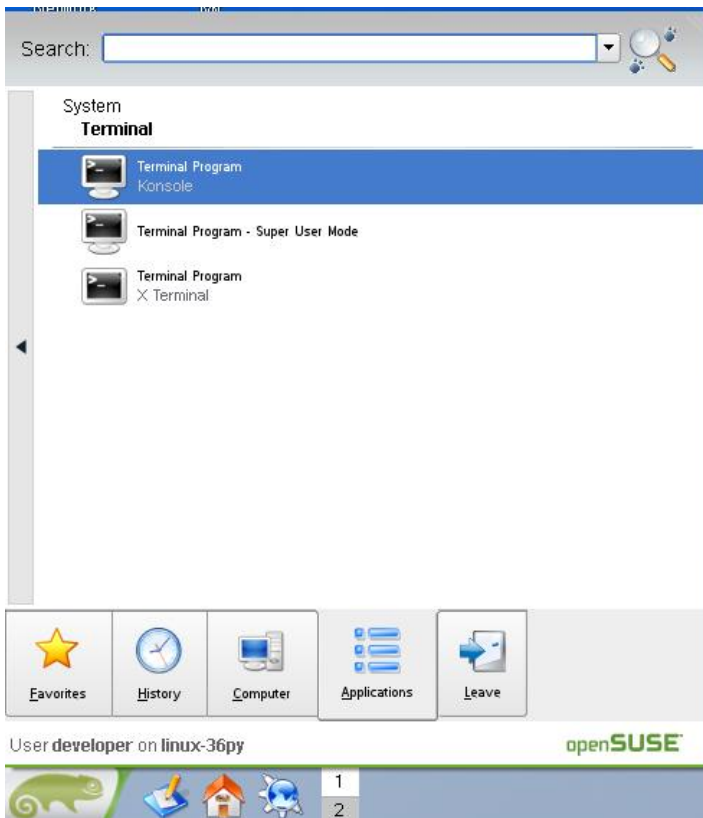 Search:
System
Terminal
Terminal Program
Konsole
Terminal Program - Super User Mode
Terminal Program
X Terminal
Favorites
History
Computer
Applications
Leave
User developer on linux-36py
openSUSE
1
2